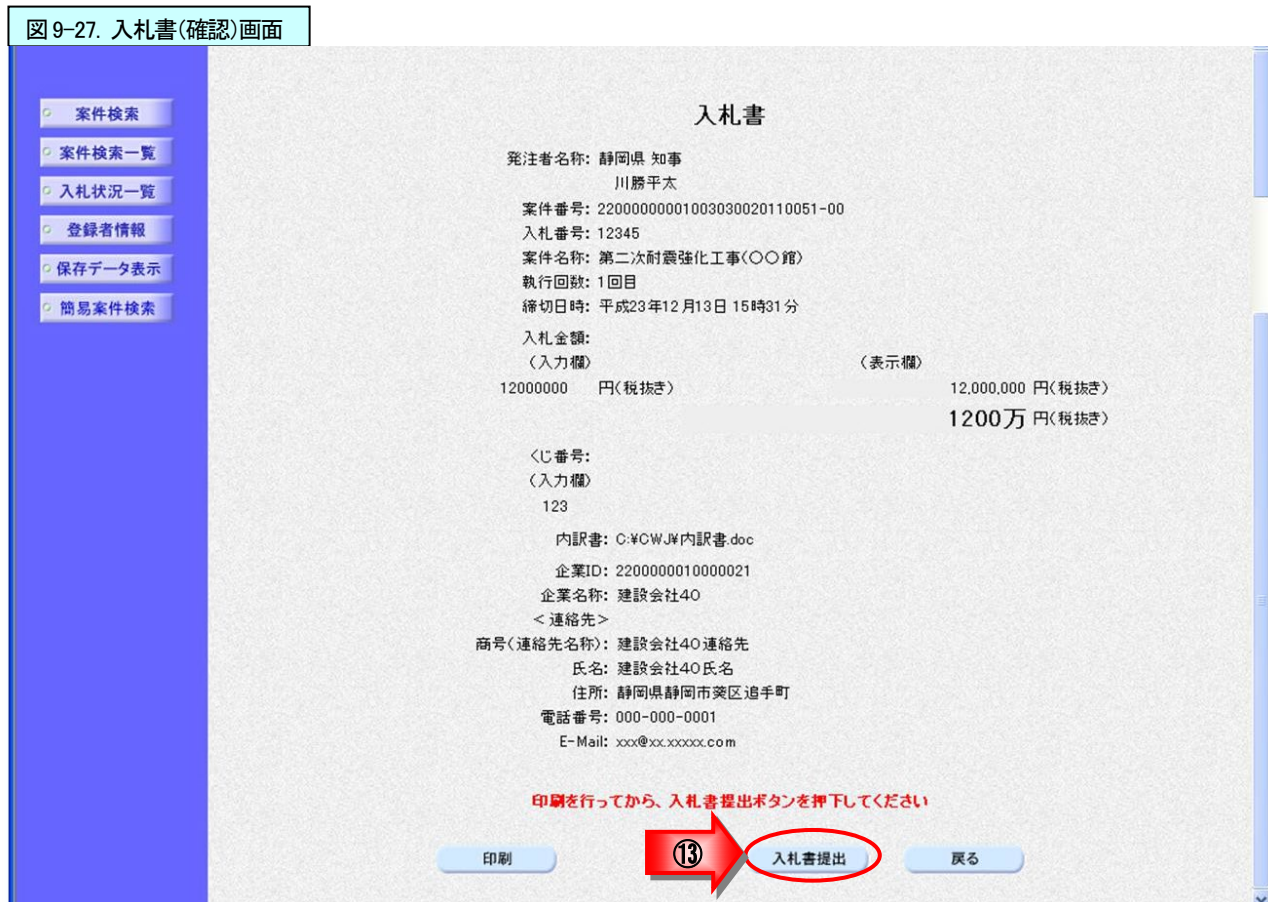 図 9-27. 入札書(確認)画面
案件検索
案件検索一覧
入札状況一覧
登録者情報
保存データ表示
簡易案件検索
入札書
発注者名称: 静岡県 知事
川勝平太
案件番号: 22000000001003030020110051-00
入札番号: 12345
案件名称: 第二次耐震強化工事(〇〇館)
執行回数: 1回目
締切日時: 平成23年12月13日 15時31分
入札金額:
(入力欄) (表示欄)
12000000 円(税抜き) 12,000,000 円(税抜き)
1200万 円(税抜き)
くじ番号:
(入力欄)
123
内訳書: C:¥CWJ¥内訳書.doc
企業ID: 2200000010000021
企業名称: 建設会社40
<連絡先>
商号(連絡先名称): 建設会社40連絡先
氏名: 建設会社40氏名
住所: 静岡県静岡市葵区追手町
電話番号: 000-000-0001
E-Mail: xxx@xx.xxxxx.com
印刷を行ってから、入札書提出ボタンを押下してください
印刷 ⑬ 入札書提出 戻る